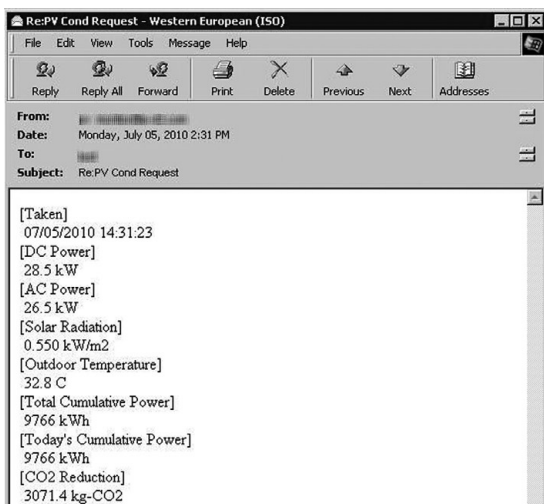 Re:PV Cond Request - Western European (ISO)
File Edit View Tools Message Help
Reply Reply All Forward Print Delete Previous Next Addresses
From:
Date: Monday, July 05, 2010 2:31 PM
To:
Subject: Re:PV Cond Request
[Taken]
07/05/2010 14:31:23
[DC Power]
28.5 kW
[AC Power]
26.5 kW
[Solar Radiation]
0.550 kW/m2
[Outdoor Temperature]
32.8 C
[Total Cumulative Power]
9766 kWh
[Today's Cumulative Power]
9766 kWh
[CO2 Reduction]
3071.4 kg-CO2